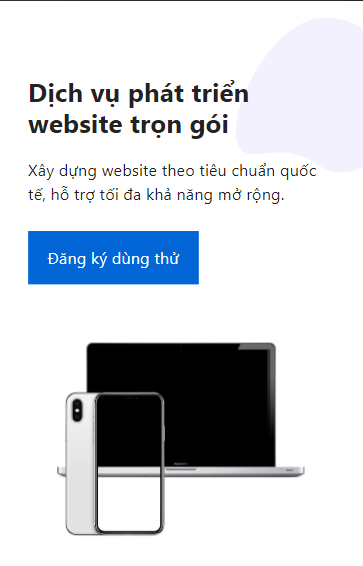 Dịch vụ phát triển
website trọn gói
Xây dựng website theo tiêu chuẩn quốc
tế, hỗ trợ tối đa khả năng mở rộng.
Đăng ký dùng thử